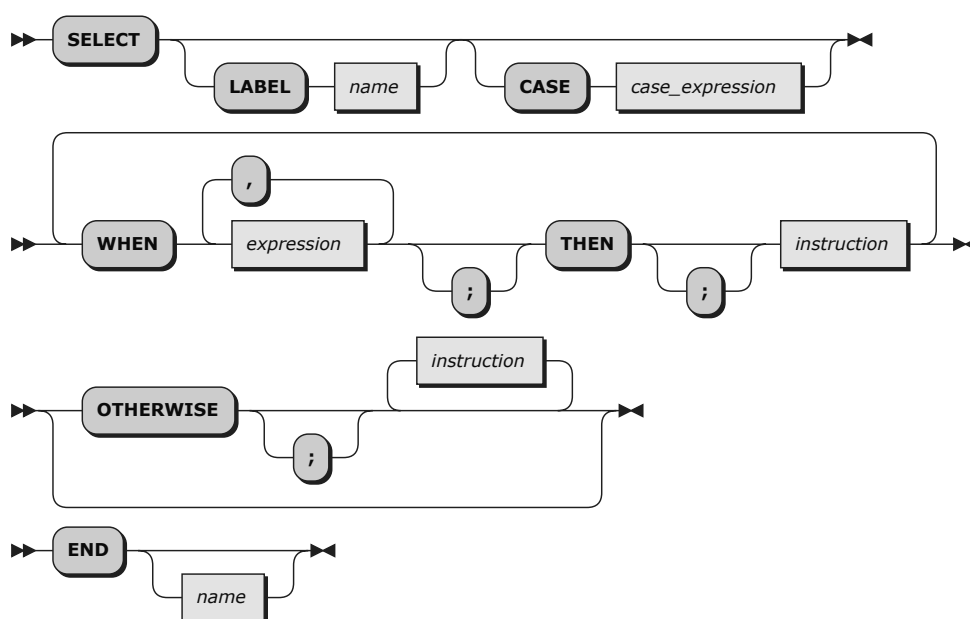 SELECT
LABEL name CASE case_expression
,
WHEN expression THEN instruction
; ;
instruction
OTHERWISE
;
END
name